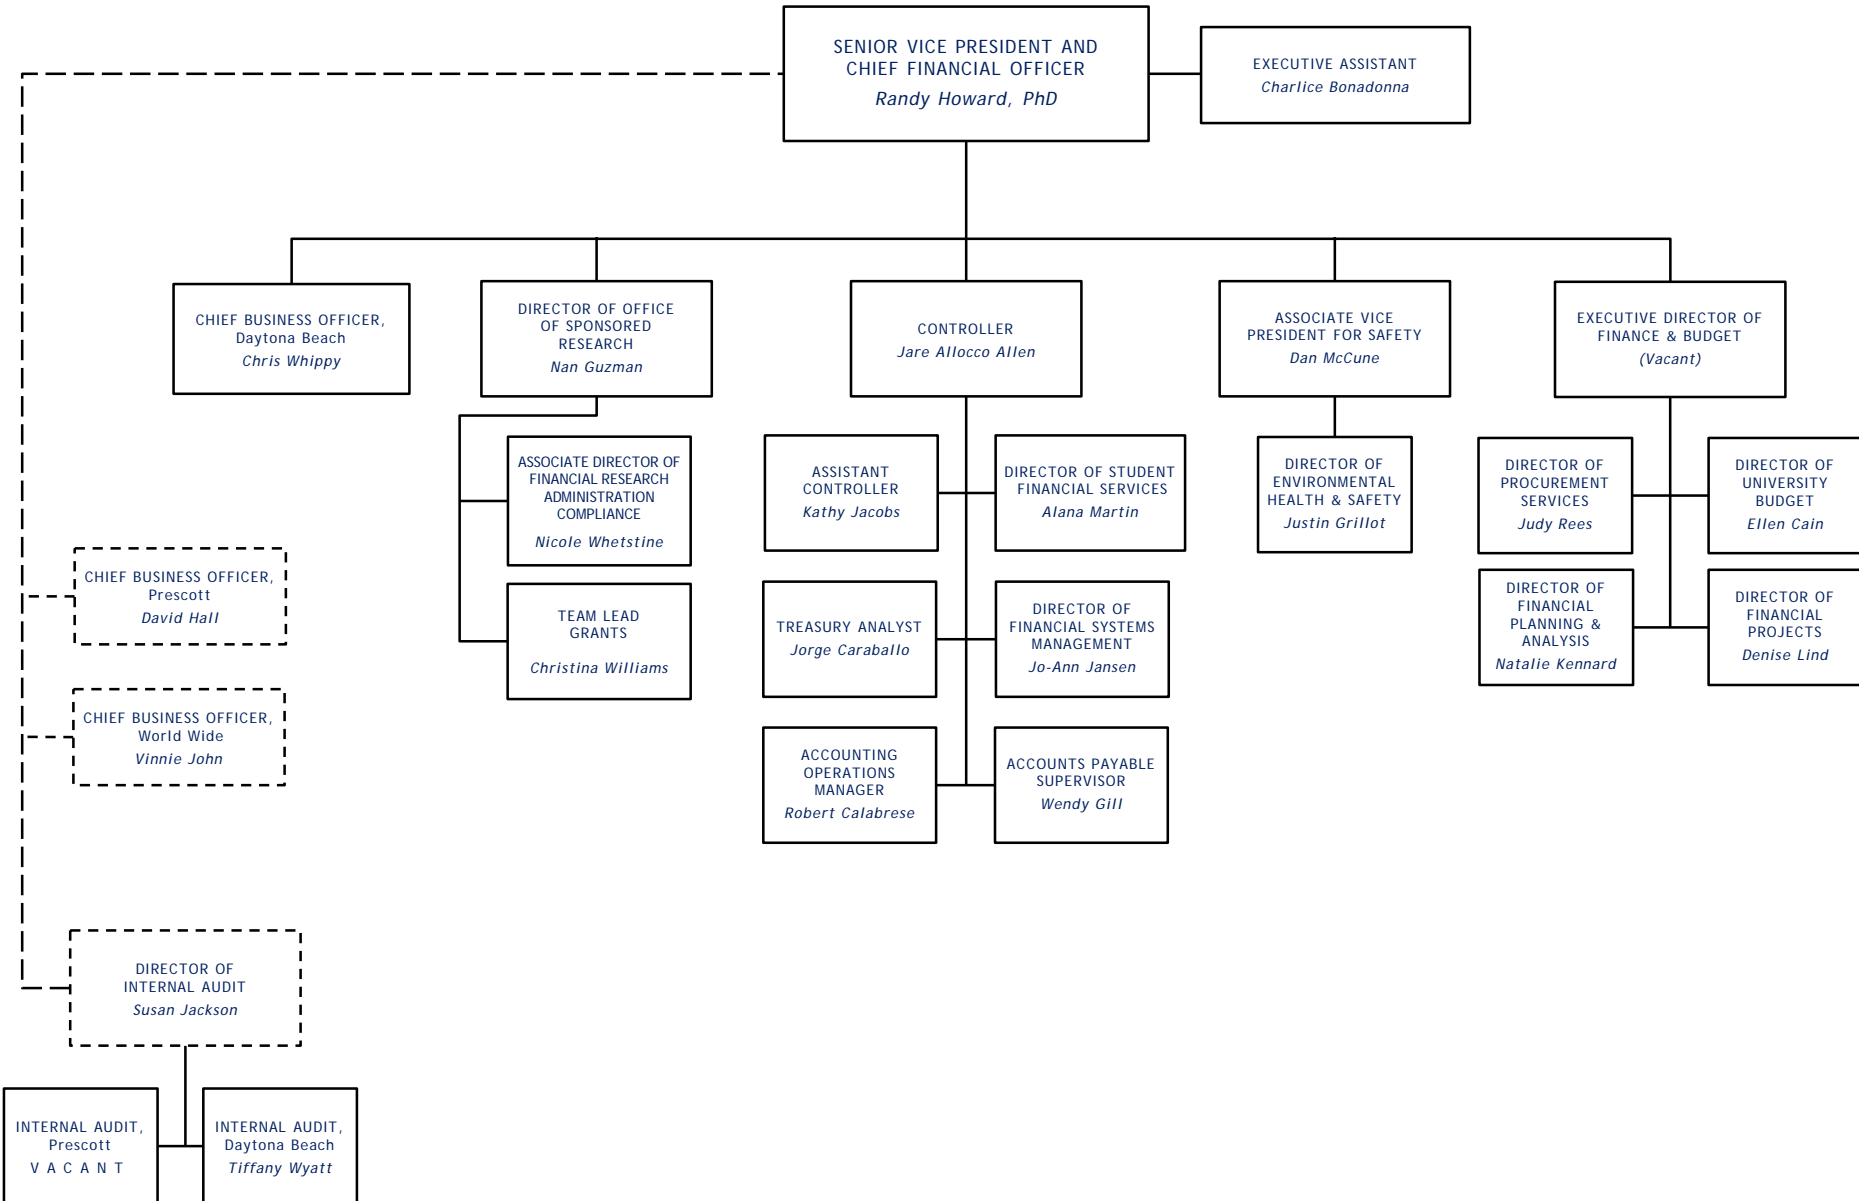 SENIOR VICE PRESIDENT AND
CHIEF FINANCIAL OFFICER
Randy Howard, PhD
EXECUTIVE ASSISTANT
Charlice Bonadonna
CHIEF BUSINESS OFFICER,
Daytona Beach
Chris Whippy
DIRECTOR OF OFFICE
OF SPONSORED
RESEARCH
Nan Guzman
CONTROLLER
Jare Allocco Allen
ASSOCIATE VICE
PRESIDENT FOR SAFETY
Dan McCune
EXECUTIVE DIRECTOR OF
FINANCE & BUDGET
(Vacant)
ASSOCIATE DIRECTOR OF
FINANCIAL RESEARCH
ADMINISTRATION
COMPLIANCE
Nicole Whetstine
TEAM LEAD
GRANTS
Christina Williams
ASSISTANT
CONTROLLER
Kathy Jacobs
DIRECTOR OF STUDENT
FINANCIAL SERVICES
Alana Martin
TREASURY ANALYST
Jorge Caraballo
DIRECTOR OF
FINANCIAL SYSTEMS
MANAGEMENT
Jo-Ann Jansen
ACCOUNTING
OPERATIONS
MANAGER
Robert Calabrese
ACCOUNTS PAYABLE
SUPERVISOR
Wendy Gill
DIRECTOR OF
ENVIRONMENTAL
HEALTH & SAFETY
Justin Grillot
DIRECTOR OF
PROCUREMENT
SERVICES
Judy Rees
DIRECTOR OF
UNIVERSITY
BUDGET
Ellen Cain
DIRECTOR OF
FINANCIAL
PLANNING &
ANALYSIS
Natalie Kennard
DIRECTOR OF
FINANCIAL
PROJECTS
Denise Lind
CHIEF BUSINESS OFFICER,
Prescott
David Hall
CHIEF BUSINESS OFFICER,
World Wide
Vinnie John
DIRECTOR OF
INTERNAL AUDIT
Susan Jackson
INTERNAL AUDIT,
Prescott
V A C A N T
INTERNAL AUDIT,
Daytona Beach
Tiffany Wyatt